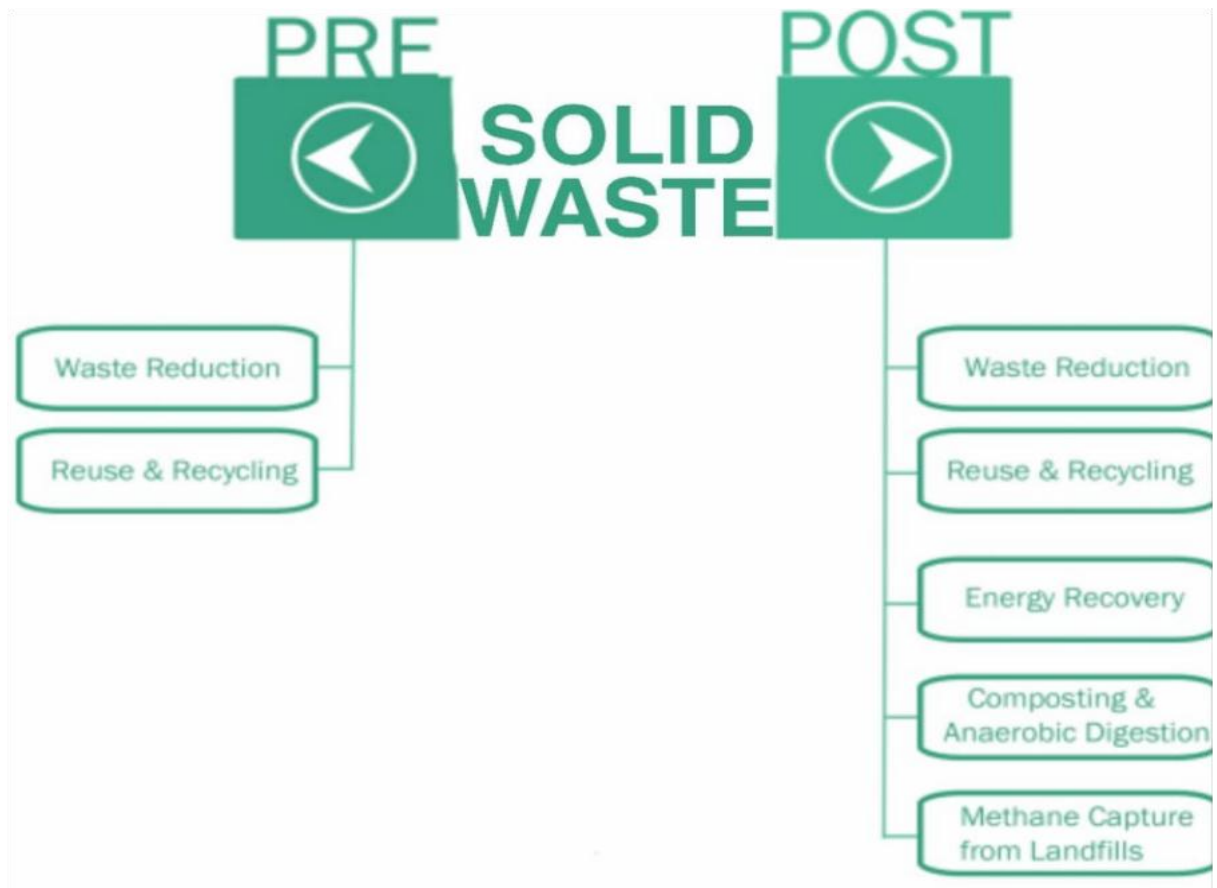 PRE
POST
SOLID
WASTE
Waste Reduction
Reuse & Recycling
Waste Reduction
Reuse & Recycling
Energy Recovery
Composting &
Anaerobic Digestion
Methane Capture
from Landfills